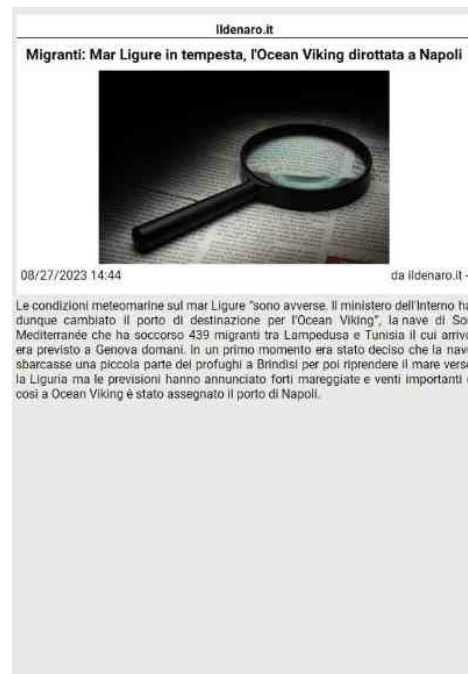 Ildenaro.it
Migranti: Mar Ligure in tempesta, l'Ocean Viking dirottata a Napoli
08/27/2023 14:44
da ildenaro.it -
Le condizioni meteomarine sul mar Ligure "sono avverse. Il ministero dell'Interno ha
dunque cambiato il porto di destinazione per l'Ocean Viking", la nave di Sos
Mediterranée che ha soccorso 439 migranti tra Lampedusa e Tunisia il cui arrivo
era previsto a Genova domani. In un primo momento era stato deciso che la nave
sbarcasse una piccola parte dei profughi a Brindisi per poi riprendere il mare verso
la Liguria ma le previsioni hanno annunciato forti mareggiate e venti importanti e
così a Ocean Viking è stato assegnato il porto di Napoli.